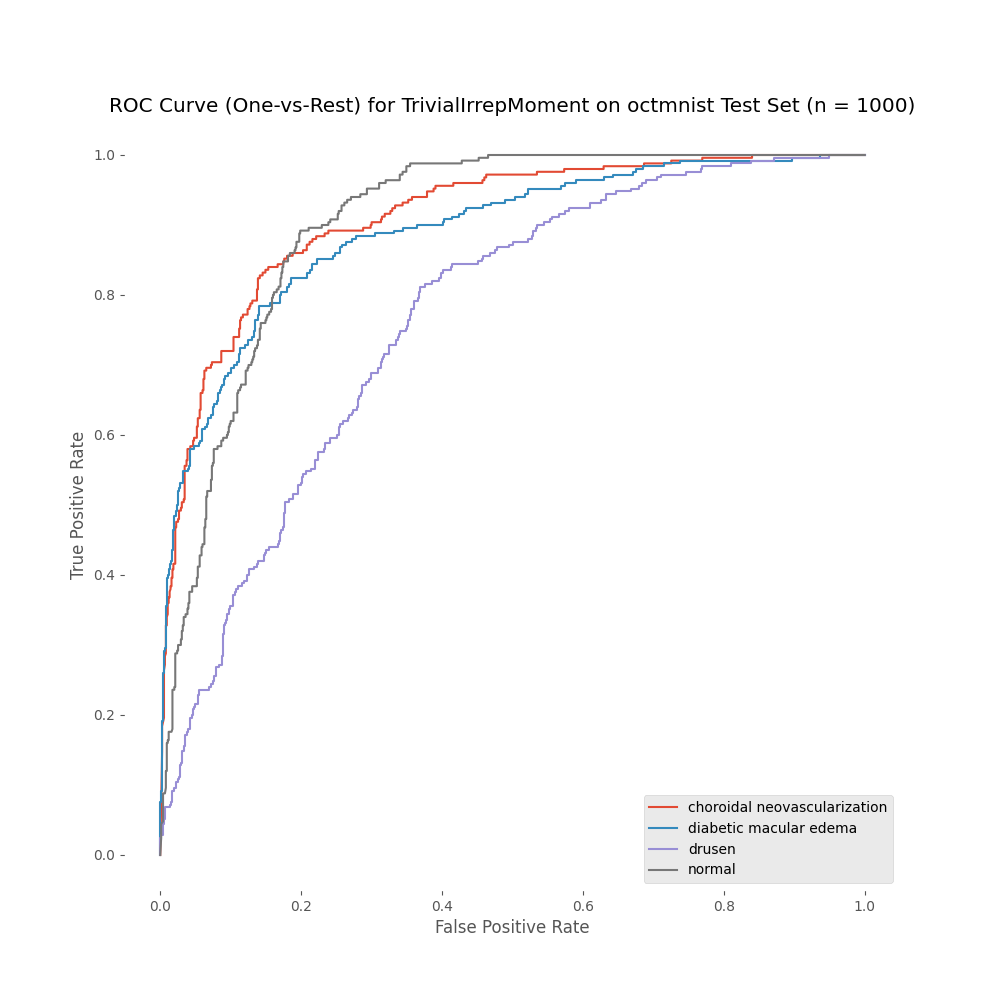 ROC Curve (One-vs-Rest) for TrivialIrrepMoment on octmnist Test Set (n = 1000)
1.0
0.8
0.6
0.4
0.2
0.0
True Positive Rate
choroidal neovascularization
diabetic macular edema
drusen
normal
0.0 0.2 0.4 0.6 0.8 1.0
False Positive Rate